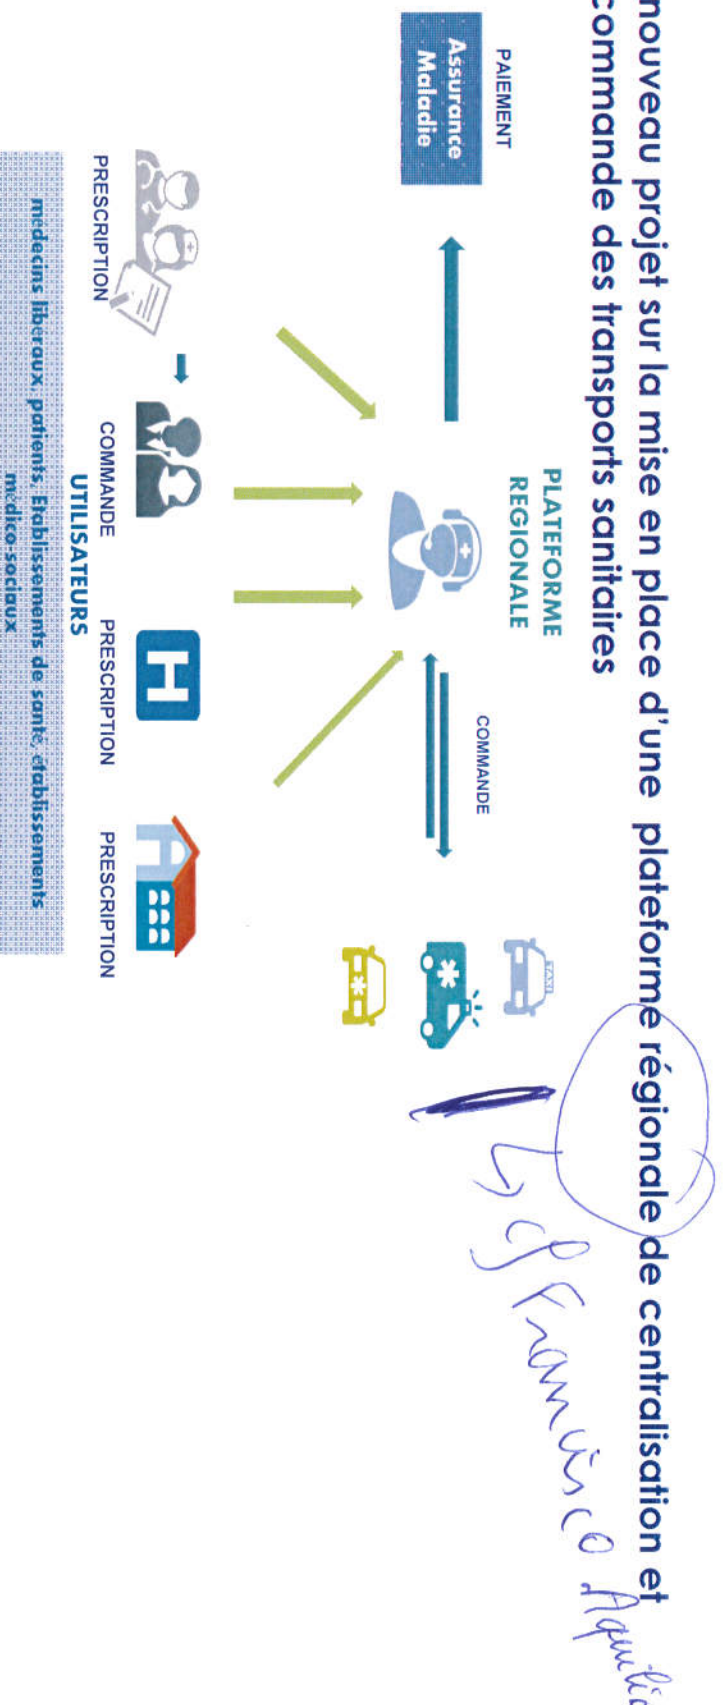 nouveau projet sur la mise en place d'une plateforme régionale de centralisation et
commande des transports sanitaires
PAIEMENT
Assurance
Maladie
PLATEFORME
REGIONALE
COMMANDE
TAXI
↳ cf Francisco
PRESCRIPTION
COMMANDE
H
PRESCRIPTION
H
PRESCRIPTION
UTILISATEURS
médecins libéraux, patients, Etablissements de santé, établissements
médico-sociaux